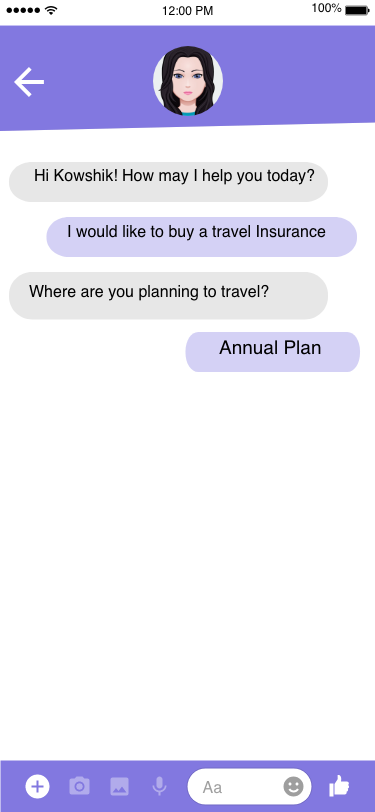 12:00 PM
100%
Hi Kowshik! How may I help you today?
I would like to buy a travel Insurance
Where are you planning to travel?
Annual Plan
Aa